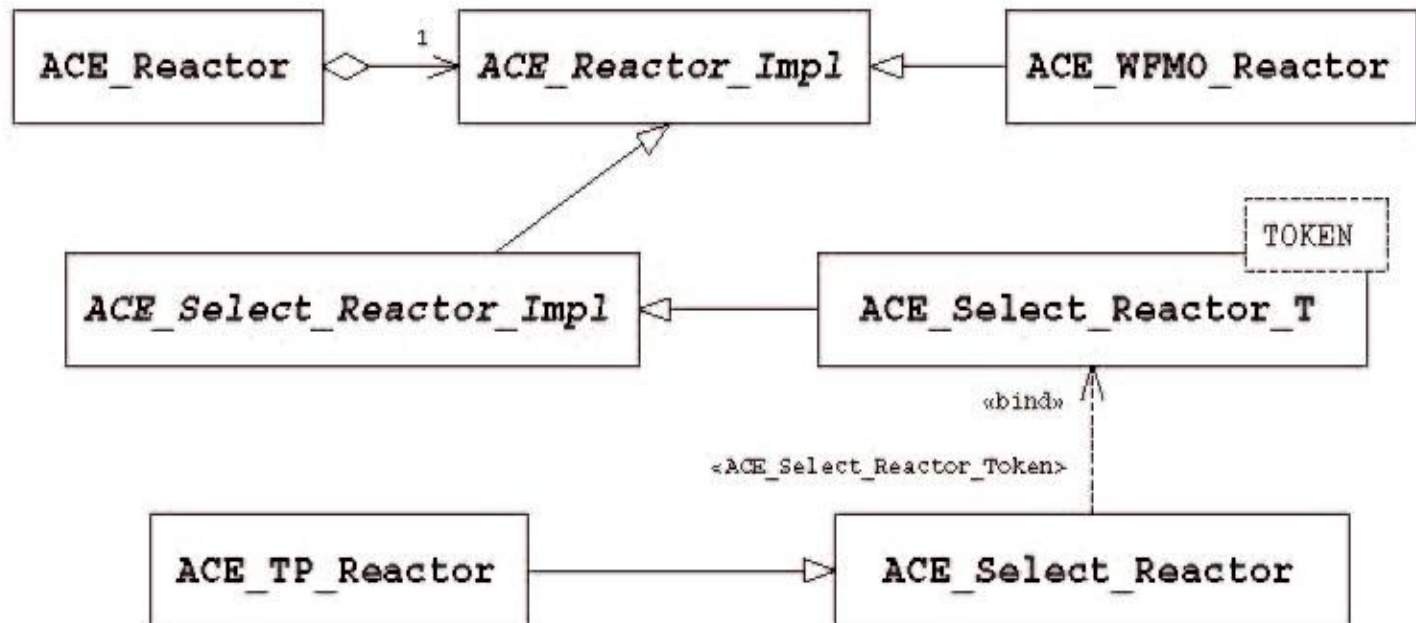 ACE_Reactor
1
ACE_Reactor_Impl
ACE_WFMO_Reactor
TOKEN
ACE_Select_Reactor_Impl
ACE_Select_Reactor_T
«bind»
<ACE_Select_Reactor_Token>
ACE_TP_Reactor
ACE_Select_Reactor